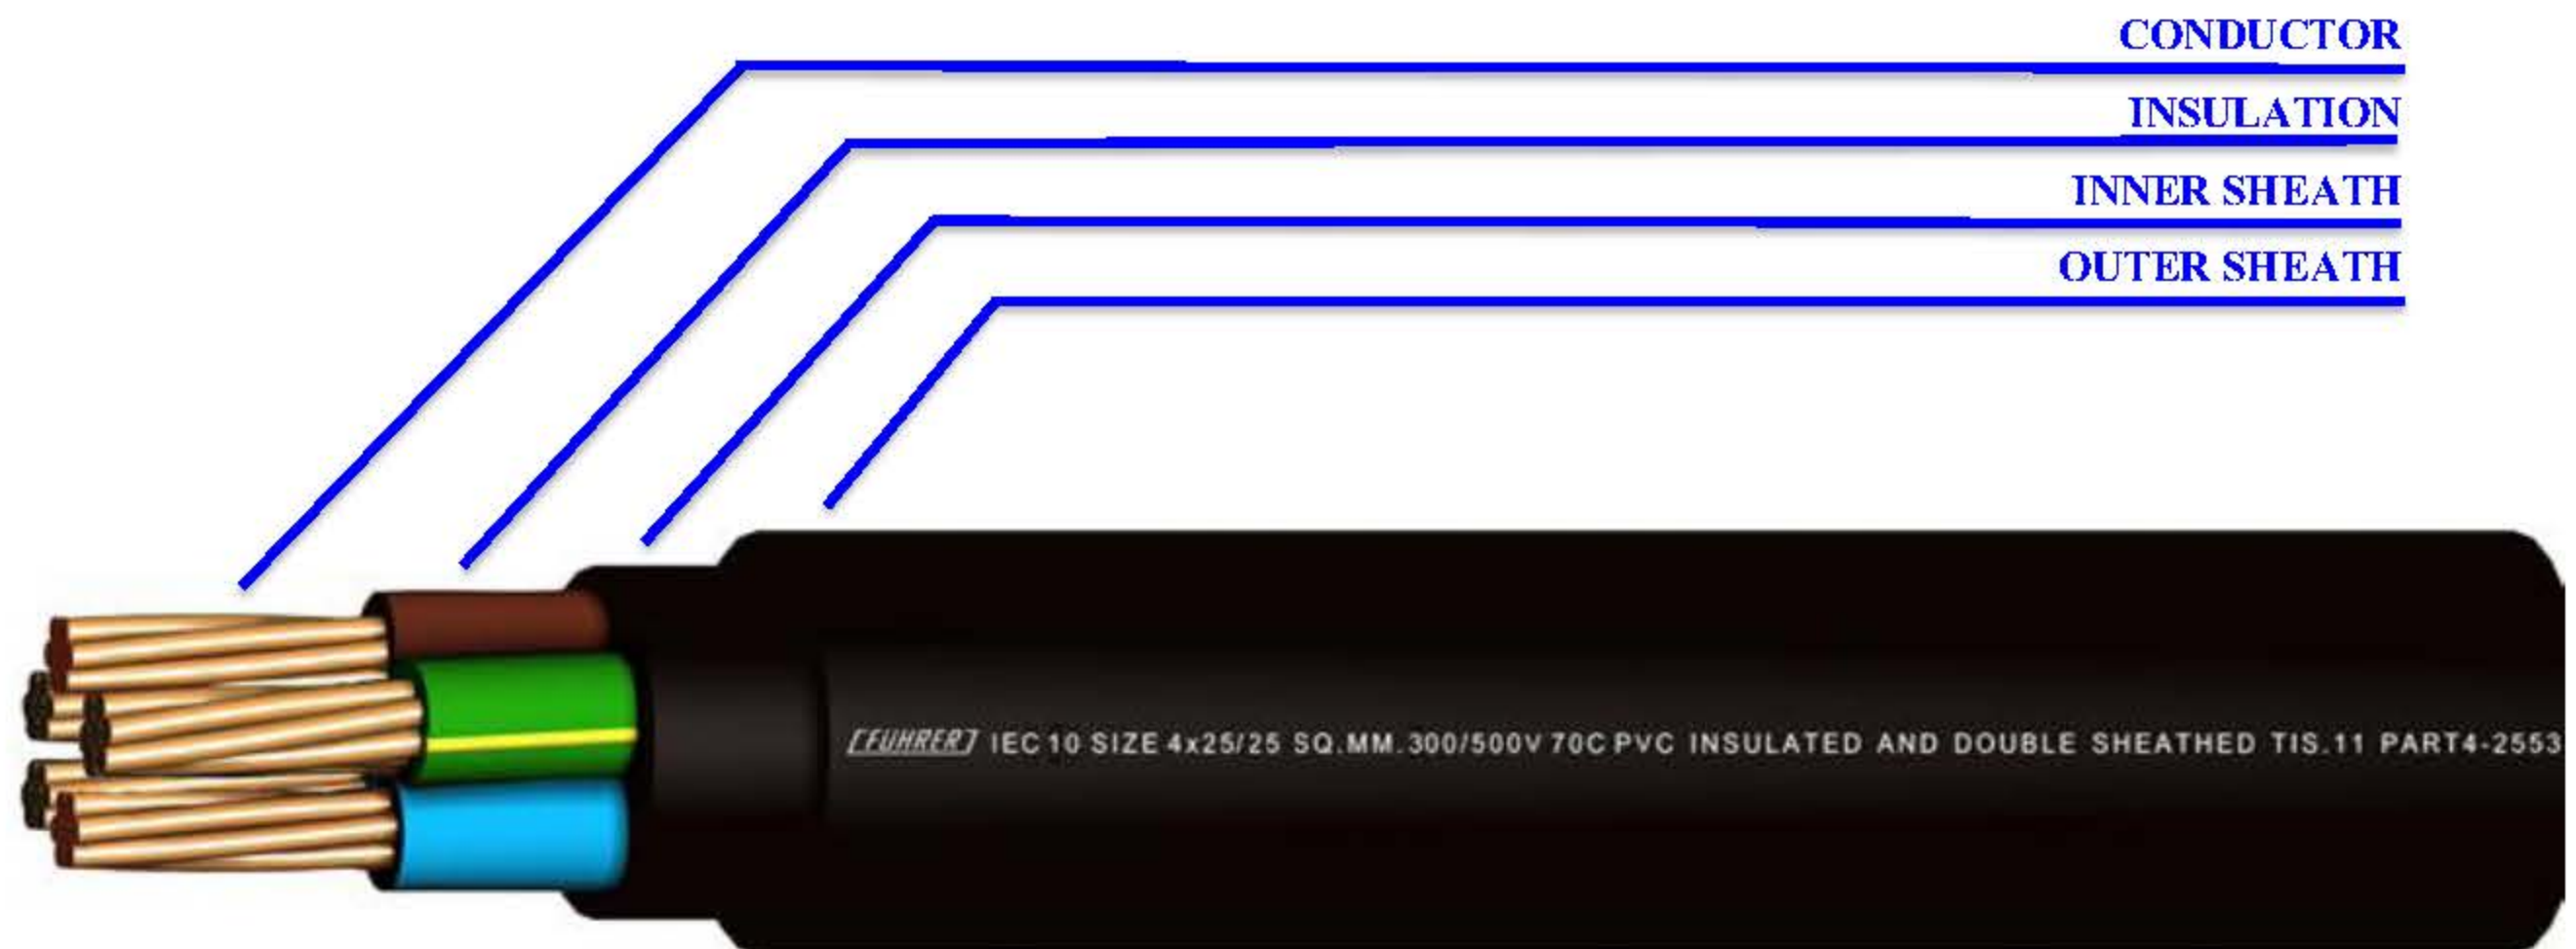 CONDUCTOR
INSULATION
INNER SHEATH
OUTER SHEATH
FUHRER IEC 10 SIZE 4x25/25 SQ.MM. 300/500V 70C PVC INSULATED AND DOUBLE SHEATHED TIS.11 PART4-2553